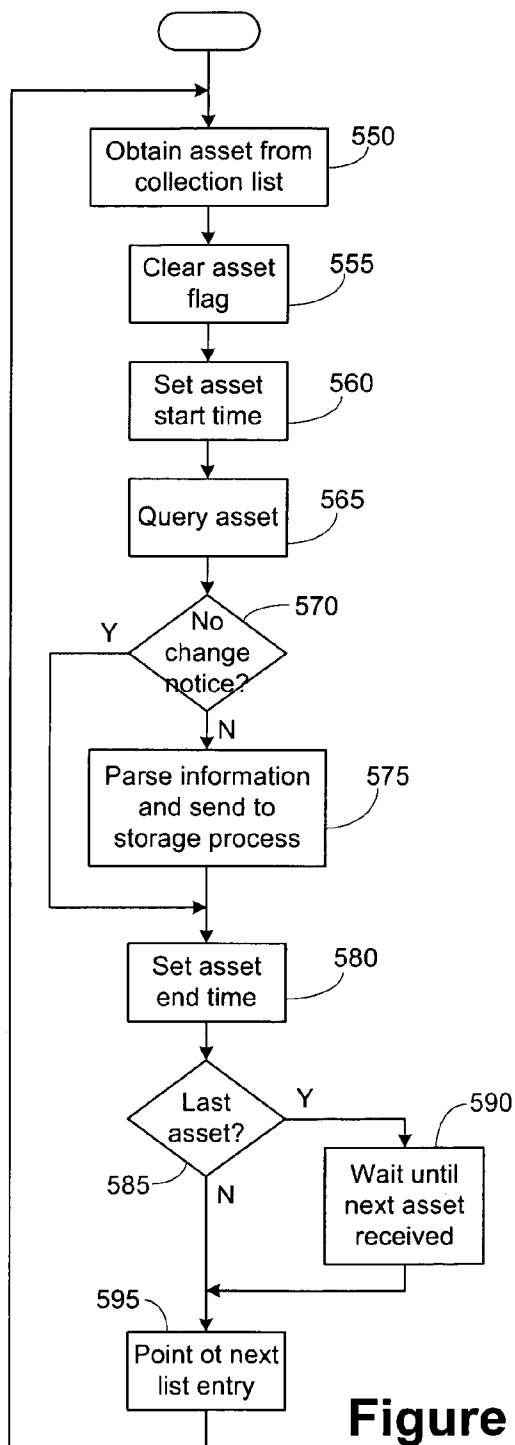 Obtain asset from
collection list
550
Clear asset
flag
555
Set asset
start time
560
Query asset
565
No
change
notice?
570
Y
N
Parse information
and send to
storage process
575
Set asset
end time
580
Last
asset?
585
Y
N
Wait until
next asset
received
590
595
Point ot next
list entry
Figure